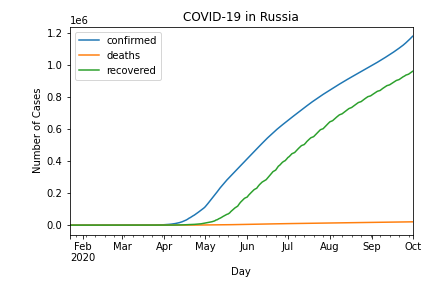 COVID-19 in Russia
1e6
confirmed
deaths
recovered
1.2
1.0
0.8
0.6
0.4
0.2
0.0
Number of Cases
Feb Mar Apr May Jun Jul Aug Sep Oct
2020
Day